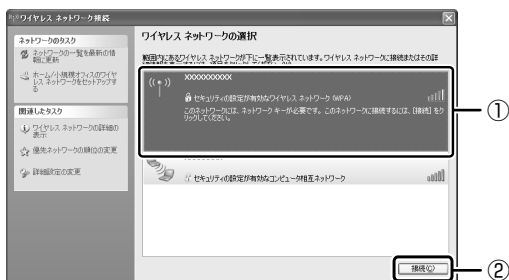 ワイヤレス ネットワーク接続
ネットワークのタスク
ネットワークの一覧を最新の情
報に更新
ホーム/小規模オフィスのワイヤ
レス ネットワークをセットアップす
る
関連したタスク
ワイヤレス ネットワークの詳細の
表示
優先ネットワークの順位の変更
詳細設定の変更
ワイヤレス ネットワークの選択
範囲内にあるワイヤレス ネットワークが下に一覧表示されています。ワイヤレス ネットワークに接続またはその詳
XXXXXXXXXX
セキュリティの設定が有効なワイヤレス ネットワーク (WPA)
このネットワークには、ネットワーク キーが必要です。このネットワークに接続するには、[接続] をク
リックしてください。
セキュリティの設定が有効なコンピュータ相互ネットワーク
接続(C)
①
②